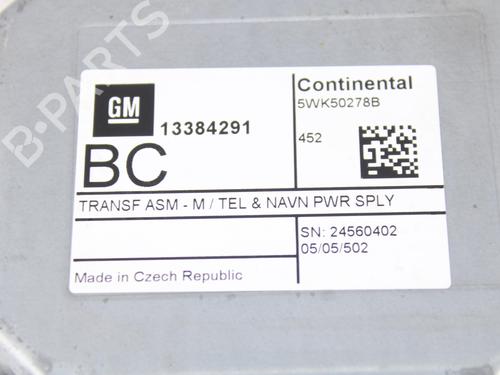 B-PARTS
GM
13384291
BC
Continental
5WK50278B
452
TRANSF ASM - M / TEL & NAVN PWR SPLY
SN: 24560402
05/05/502
Made in Czech Republic
B-PARTS